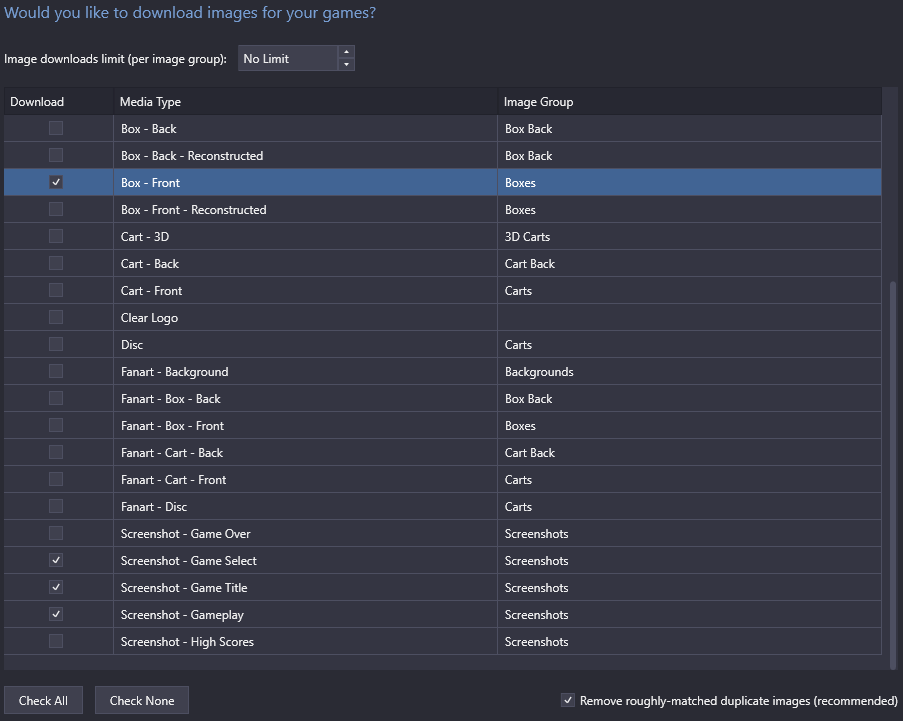 Would you like to download images for your games?
Image downloads limit (per image group): No Limit
Download Media Type Image Group
Box - Back Box Back
Box - Back - Reconstructed Box Back
Box - Front Boxes
Box - Front - Reconstructed Boxes
Cart - 3D 3D Carts
Cart - Back Cart Back
Cart - Front Carts
Clear Logo
Disc Carts
Fanart - Background Backgrounds
Fanart - Box - Back Box Back
Fanart - Box - Front Boxes
Fanart - Cart - Back Cart Back
Fanart - Cart - Front Carts
Fanart - Disc Carts
Screenshot - Game Over Screenshots
Screenshot - Game Select Screenshots
Screenshot - Game Title Screenshots
Screenshot - Gameplay Screenshots
Screenshot - High Scores Screenshots
Check All Check None Remove roughly-matched duplicate images (recommended)